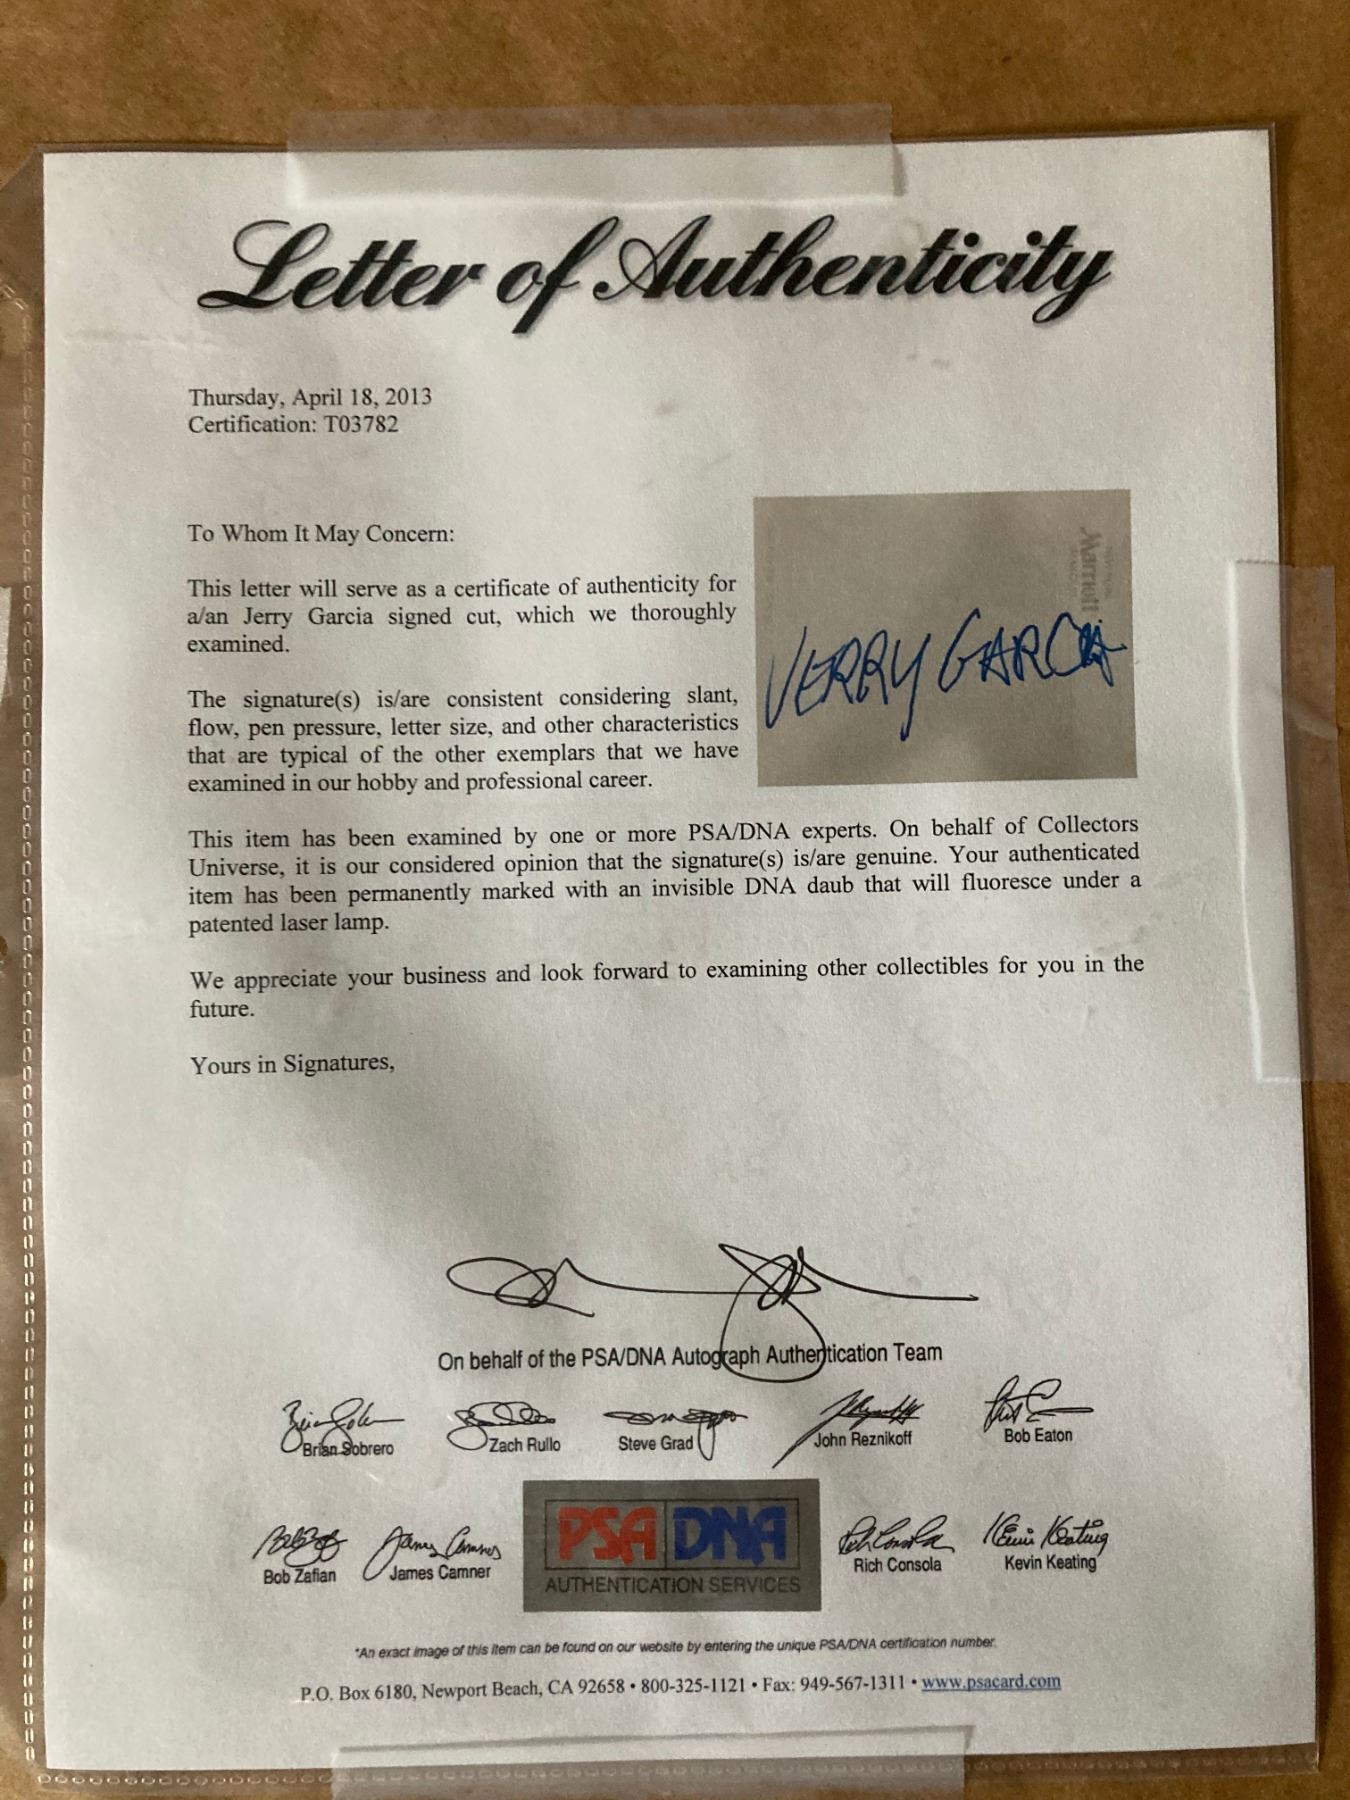 Letter of Authenticity
Thursday, April 18, 2013
Certification: T03782
To Whom It May Concern:
This letter will serve as a certificate of authenticity for
a/an Jerry Garcia signed cut, which we thoroughly
examined.
The signature(s) is/are consistent considering slant,
flow, pen pressure, letter size, and other characteristics
that are typical of the other exemplars that we have
examined in our hobby and professional career.
Marriott
JERRY GARCIA
This item has been examined by one or more PSA/DNA experts. On behalf of Collectors
Universe, it is our considered opinion that the signature(s) is/are genuine. Your authenticated
item has been permanently marked with an invisible DNA daub that will fluoresce under a
patented laser lamp.
We appreciate your business and look forward to examining other collectibles for you in the
future.
Yours in Signatures,
On behalf of the PSA/DNA Autograph Authentication Team
Brian Sobrero Zach Rullo Steve Grad John Reznikoff Bob Eaton
Bob Zafian James Camner Rich Consola Kevin Keating
PSA DNA
AUTHENTICATION SERVICES
*An exact image of this item can be found on our website by entering the unique PSA/DNA certification number.
P.O. Box 6180, Newport Beach, CA 92658 • 800-325-1121 • Fax: 949-567-1311 • www.psacard.com